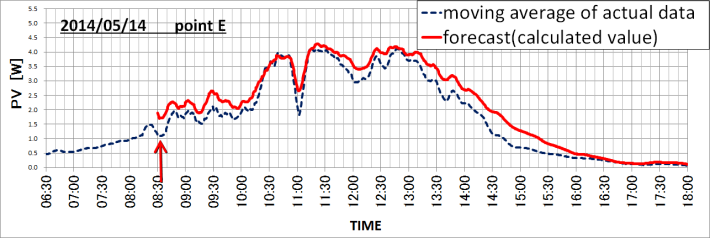 2014/05/14 point E
moving average of actual data
forecast(calculated value)
PV [W]
5.5
5.0
4.5
4.0
3.5
3.0
2.5
2.0
1.5
1.0
0.5
0.0
06:30 07:00 07:30 08:00 08:30 09:00 09:30 10:00 10:30 11:00 11:30 12:00 12:30 13:00 13:30 14:00 14:30 15:00 15:30 16:00 16:30 17:00 17:30 18:00
TIME